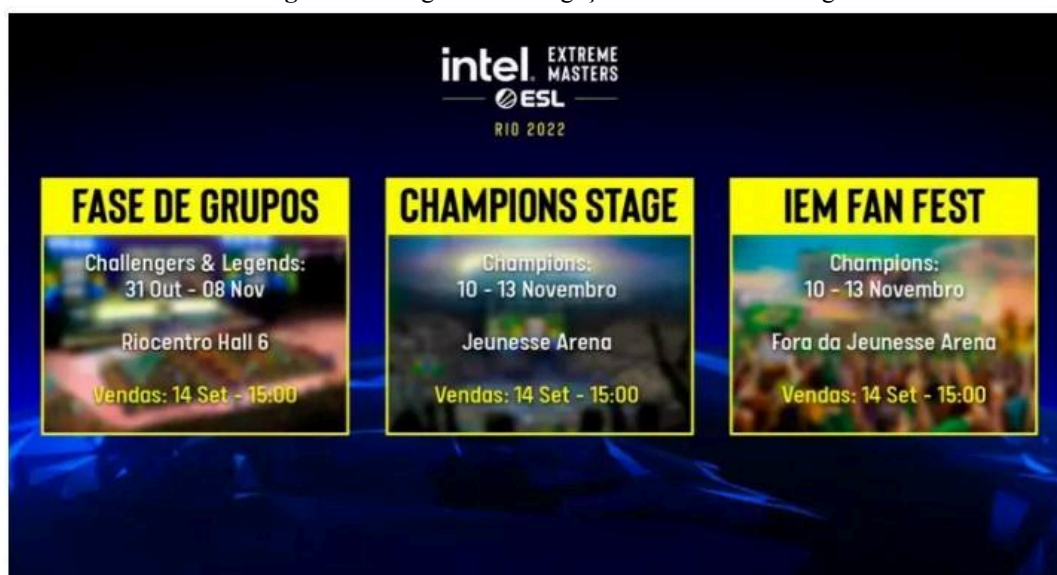 intel. EXTREME
MASTERS
ESL
RIO 2022
FASE DE GRUPOS
Challengers & Legends:
31 Out - 08 Nov
Riocentro Hall 6
Vendas: 14 Set - 15:00
CHAMPIONS STAGE
Champions:
10 - 13 Novembro
Jeunesse Arena
Vendas: 14 Set - 15:00
IEM FAN FEST
Champions:
10 - 13 Novembro
Fora da Jeunesse Arena
Vendas: 14 Set - 15:00